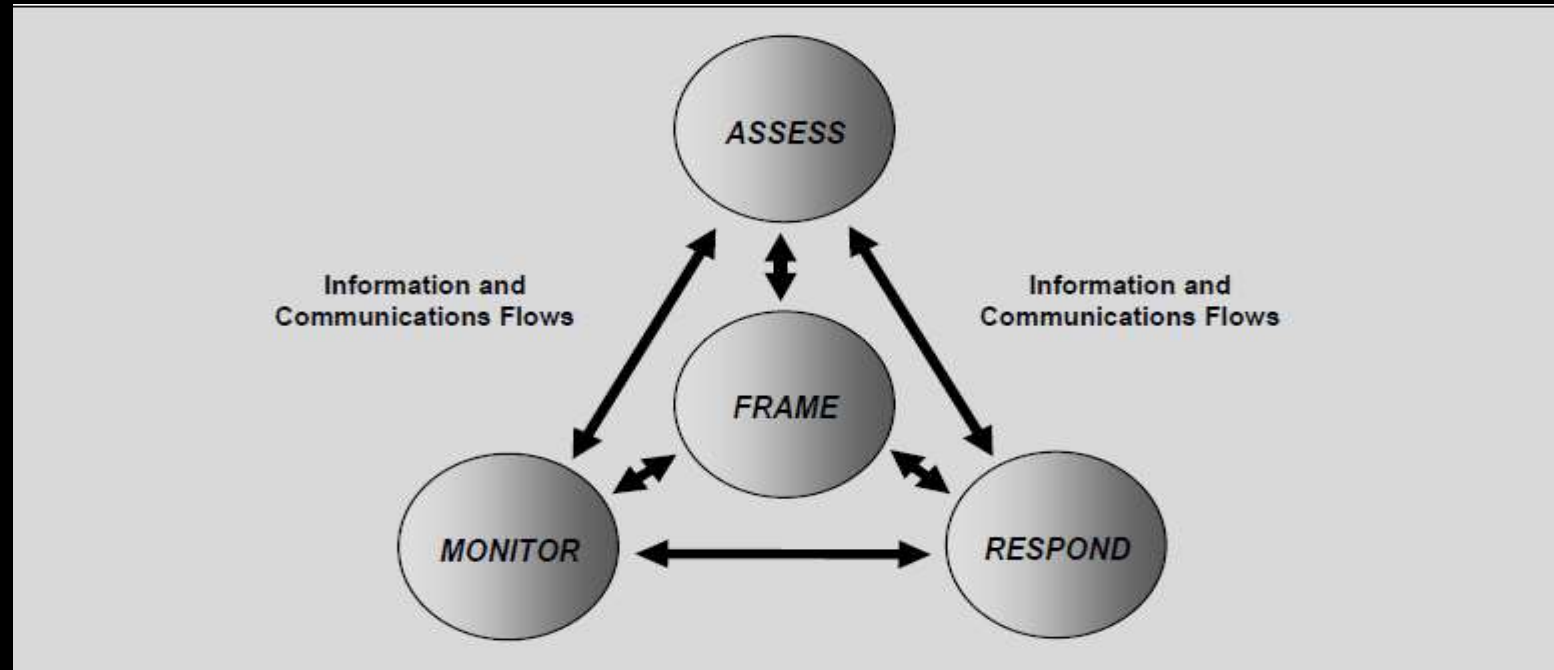 ASSESS
Information and
Communications Flows
Information and
Communications Flows
FRAME
MONITOR
RESPOND